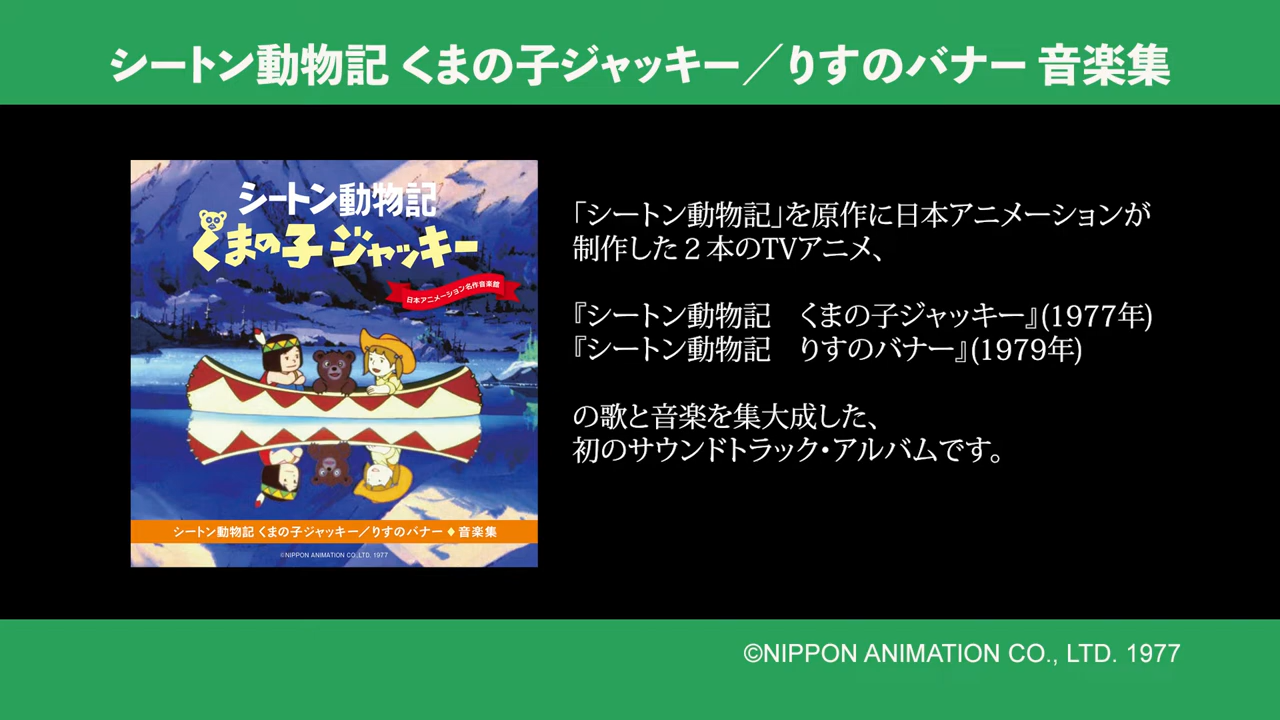 シートン動物記 くまの子ジャッキー／りすのバナー 音楽集
シートン動物記
くまの子ジャッキー
日本アニメーション名作音楽館
シートン動物記 くまの子ジャッキー／りすのバナー♦音楽集
©NIPPON ANIMATION CO.,LTD. 1977
「シートン動物記」を原作に日本アニメーションが
制作した２本のTVアニメ、
『シートン動物記　くまの子ジャッキー』(1977年)
『シートン動物記　りすのバナー』(1979年)
の歌と音楽を集大成した、
初のサウンドトラック・アルバムです。
©NIPPON ANIMATION CO., LTD. 1977